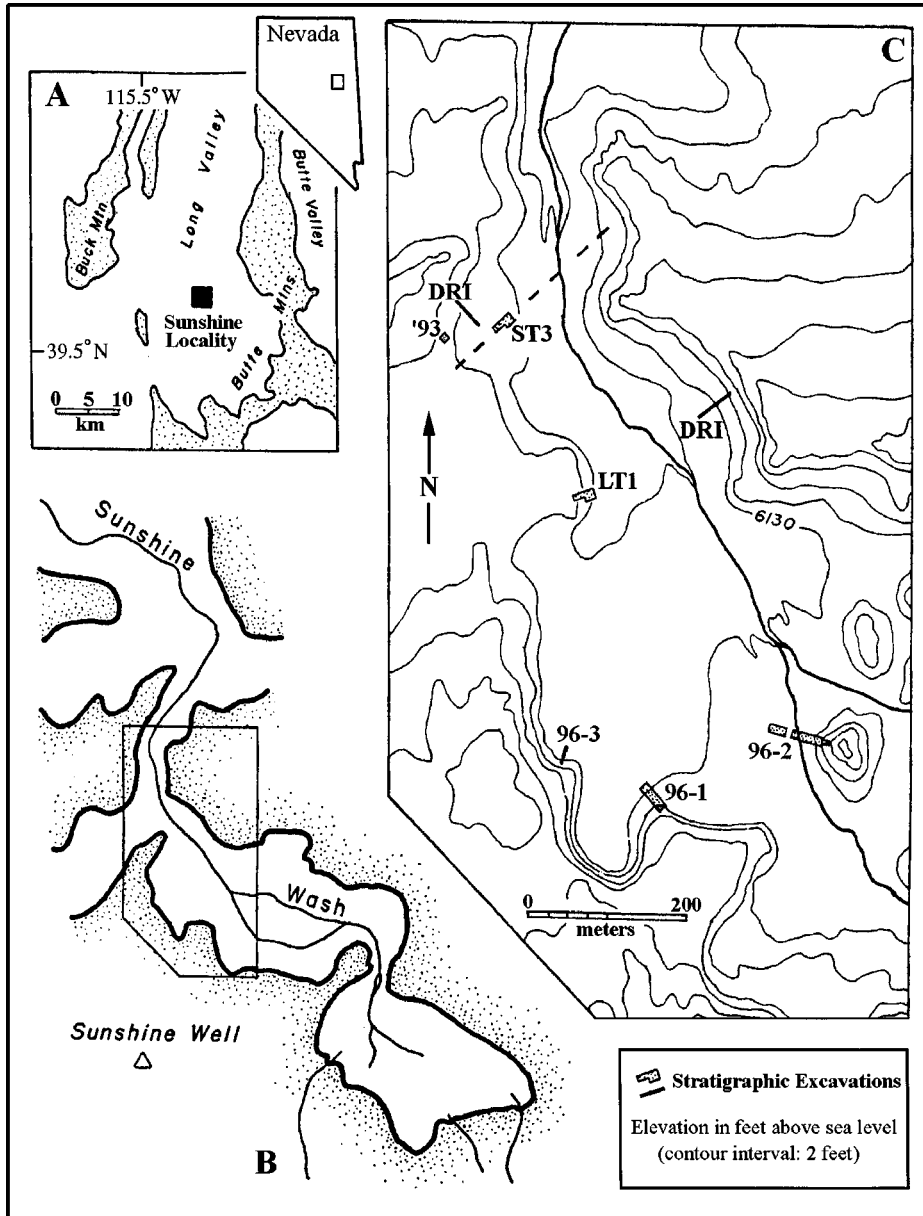 Nevada
A
115.5° W
Long Valley
Butte Valley
Buck Mtn.
Butte Mtns.
Sunshine
Locality
39.5° N
0 5 10
km
C
DRI
'93
ST3
DRI
LT1
N
6130
96-3
96-2
96-1
0 200
meters
Sunshine
Wash
Sunshine Well
B
Stratigraphic Excavations
Elevation in feet above sea level
(contour interval: 2 feet)